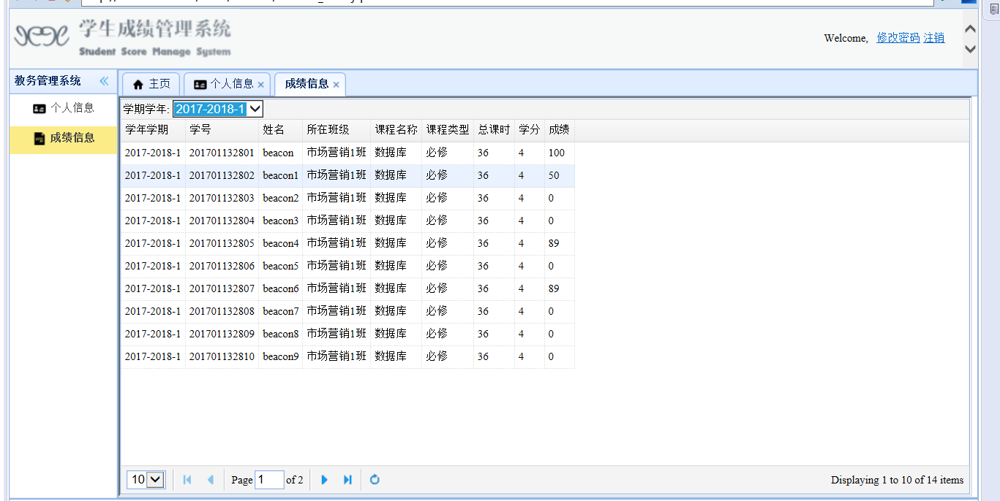 学生成绩管理系统
Student Score Manage System
Welcome, 修改密码 注销
教务管理系统
主页 个人信息 成绩信息
个人信息
成绩信息
学期学年: 2017-2018-1
学年学期 学号 姓名 所在班级 课程名称 课程类型 总课时 学分 成绩
2017-2018-1 201701132801 beacon 市场营销1班 数据库 必修 36 4 100
2017-2018-1 201701132802 beacon1 市场营销1班 数据库 必修 36 4 50
2017-2018-1 201701132803 beacon2 市场营销1班 数据库 必修 36 4 0
2017-2018-1 201701132804 beacon3 市场营销1班 数据库 必修 36 4 0
2017-2018-1 201701132805 beacon4 市场营销1班 数据库 必修 36 4 89
2017-2018-1 201701132806 beacon5 市场营销1班 数据库 必修 36 4 0
2017-2018-1 201701132807 beacon6 市场营销1班 数据库 必修 36 4 89
2017-2018-1 201701132808 beacon7 市场营销1班 数据库 必修 36 4 0
2017-2018-1 201701132809 beacon8 市场营销1班 数据库 必修 36 4 0
2017-2018-1 201701132810 beacon9 市场营销1班 数据库 必修 36 4 0
10 Page 1 of 2 Displaying 1 to 10 of 14 items